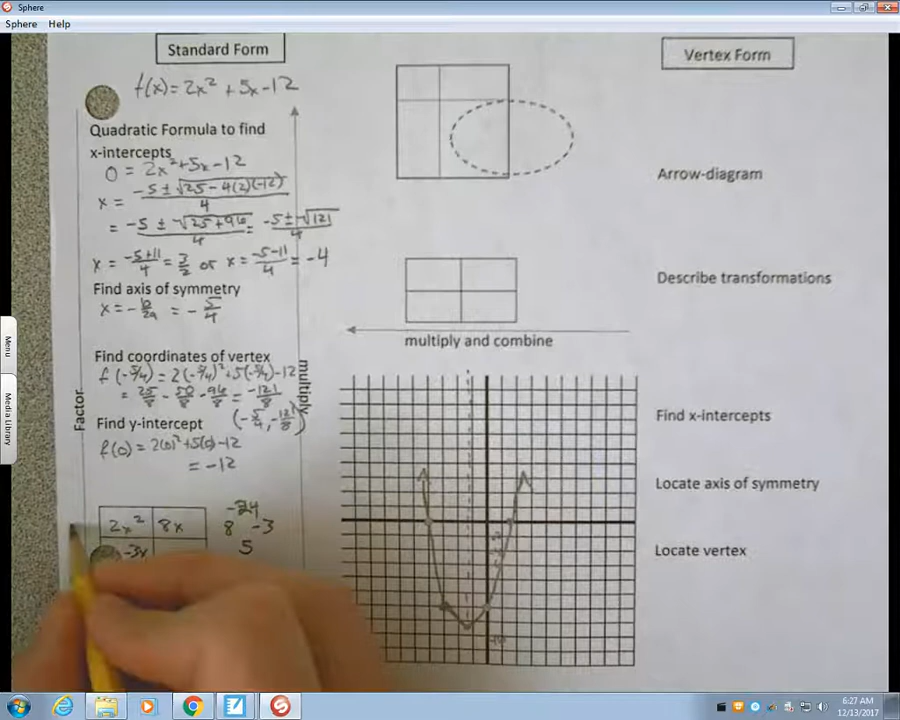 Sphere
Sphere Help
Standard Form
f(x) = 2x² + 5x - 12
Quadratic Formula to find
x-intercepts
0 = 2x² + 5x - 12
x = (-5 ± √(25 - 4(2)(-12)))/4
= (-5 ± √(25 + 96))/4 = (-5 ± √121)/4
x = (-5 + 11)/4 = 3/2 or x = (-5 - 11)/4 = -4
Find axis of symmetry
x = -b/2a = -5/4
Find coordinates of vertex
f(-5/4) = 2(-5/4)² + 5(-5/4) - 12
= 25/8 - 50/8 - 96/8 = -121/8
Find y-intercept
(-5/4, -121/8)
f(0) = 2(0)² + 5(0) - 12
= -12
Factor
multiply
2x² 8x
-3x
-24
8 -3
5
multiply and combine
Vertex Form
Arrow-diagram
Describe transformations
Find x-intercepts
Locate axis of symmetry
Locate vertex
Menu
Media Library
6:27 AM
12/13/2017